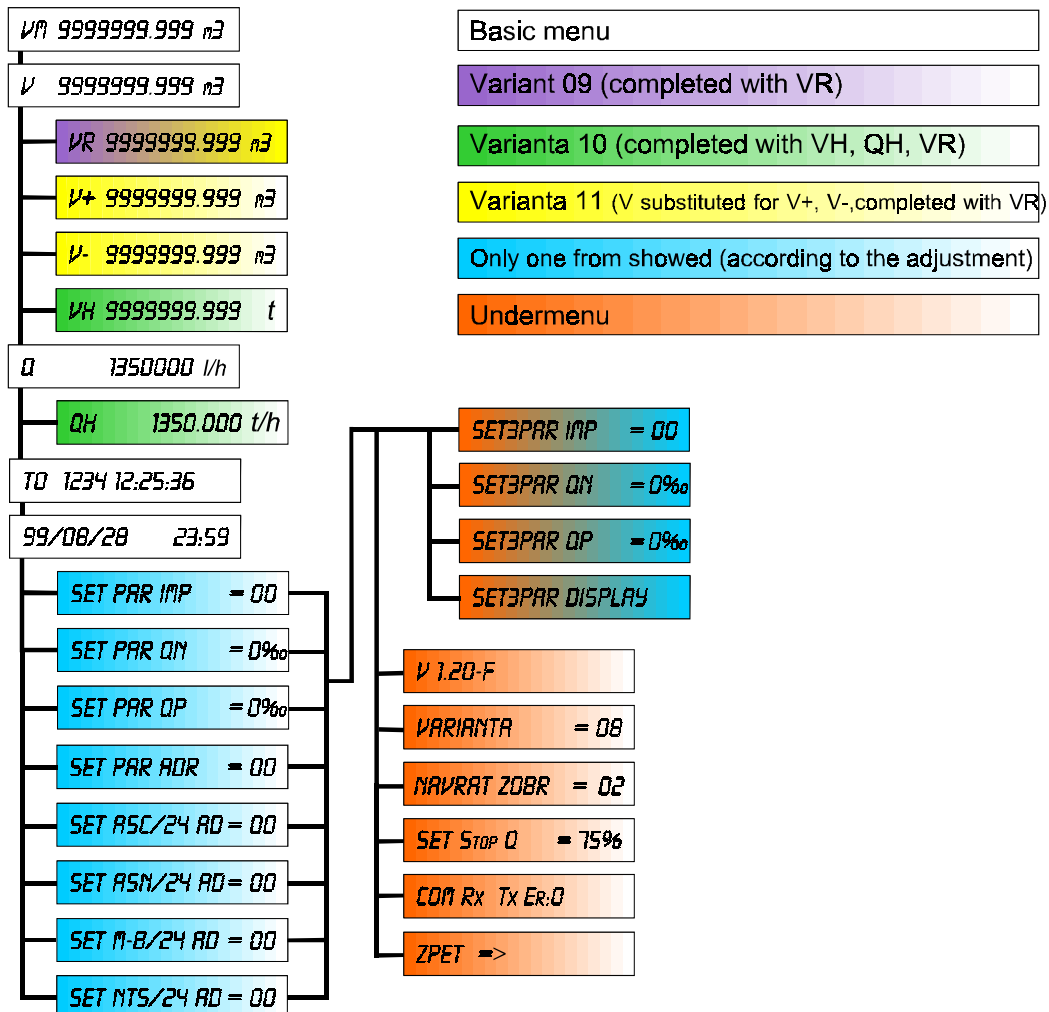 VM 9999999.999 m3
V 9999999.999 m3
VR 9999999.999 m3
V+ 9999999.999 m3
V- 9999999.999 m3
VH 9999999.999 t
Q 1350000 l/h
QH 1350.000 t/h
TO 1234 12:25:36
99/08/28 23:59
SET PAR IMP = 00
SET PAR QN = 0‰
SET PAR QP = 0‰
SET PAR ADR = 00
SET ASC/24 AD= 00
SET ASN/24 AD= 00
SET M-B/24 AD = 00
SET NTS/24 AD = 00
Basic menu
Variant 09 (completed with VR)
Varianta 10 (completed with VH, QH, VR)
Varianta 11 (V substituted for V+, V-,completed with VR)
Only one from showed (according to the adjustment)
Undermenu
SET3PAR IMP = 00
SET3PAR QN = 0‰
SET3PAR QP = 0‰
SET3PAR DISPLAY
V 1.20-F
VARIANTA = 08
NAVRAT ZOBR = 02
SET STOP Q = 75%
COM RX TX ER:0
ZPET =>